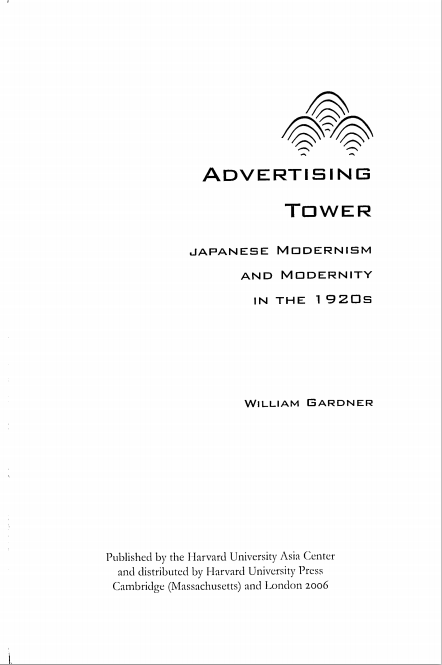 Advertising
Tower
Japanese Modernism
and Modernity
in the 1920s
William Gardner
Published by the Harvard University Asia Center
and distributed by Harvard University Press
Cambridge (Massachusetts) and London 2006